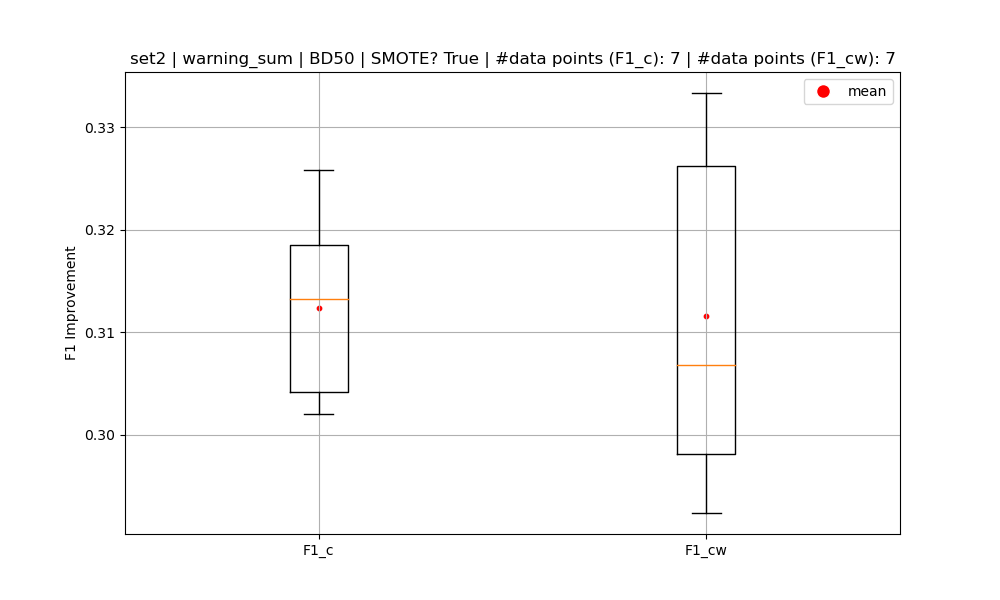 set2 | warning_sum | BD50 | SMOTE? True | #data points (F1_c): 7 | #data points (F1_cw): 7
mean
0.33
0.32
0.31
0.30
F1 Improvement
F1_c
F1_cw